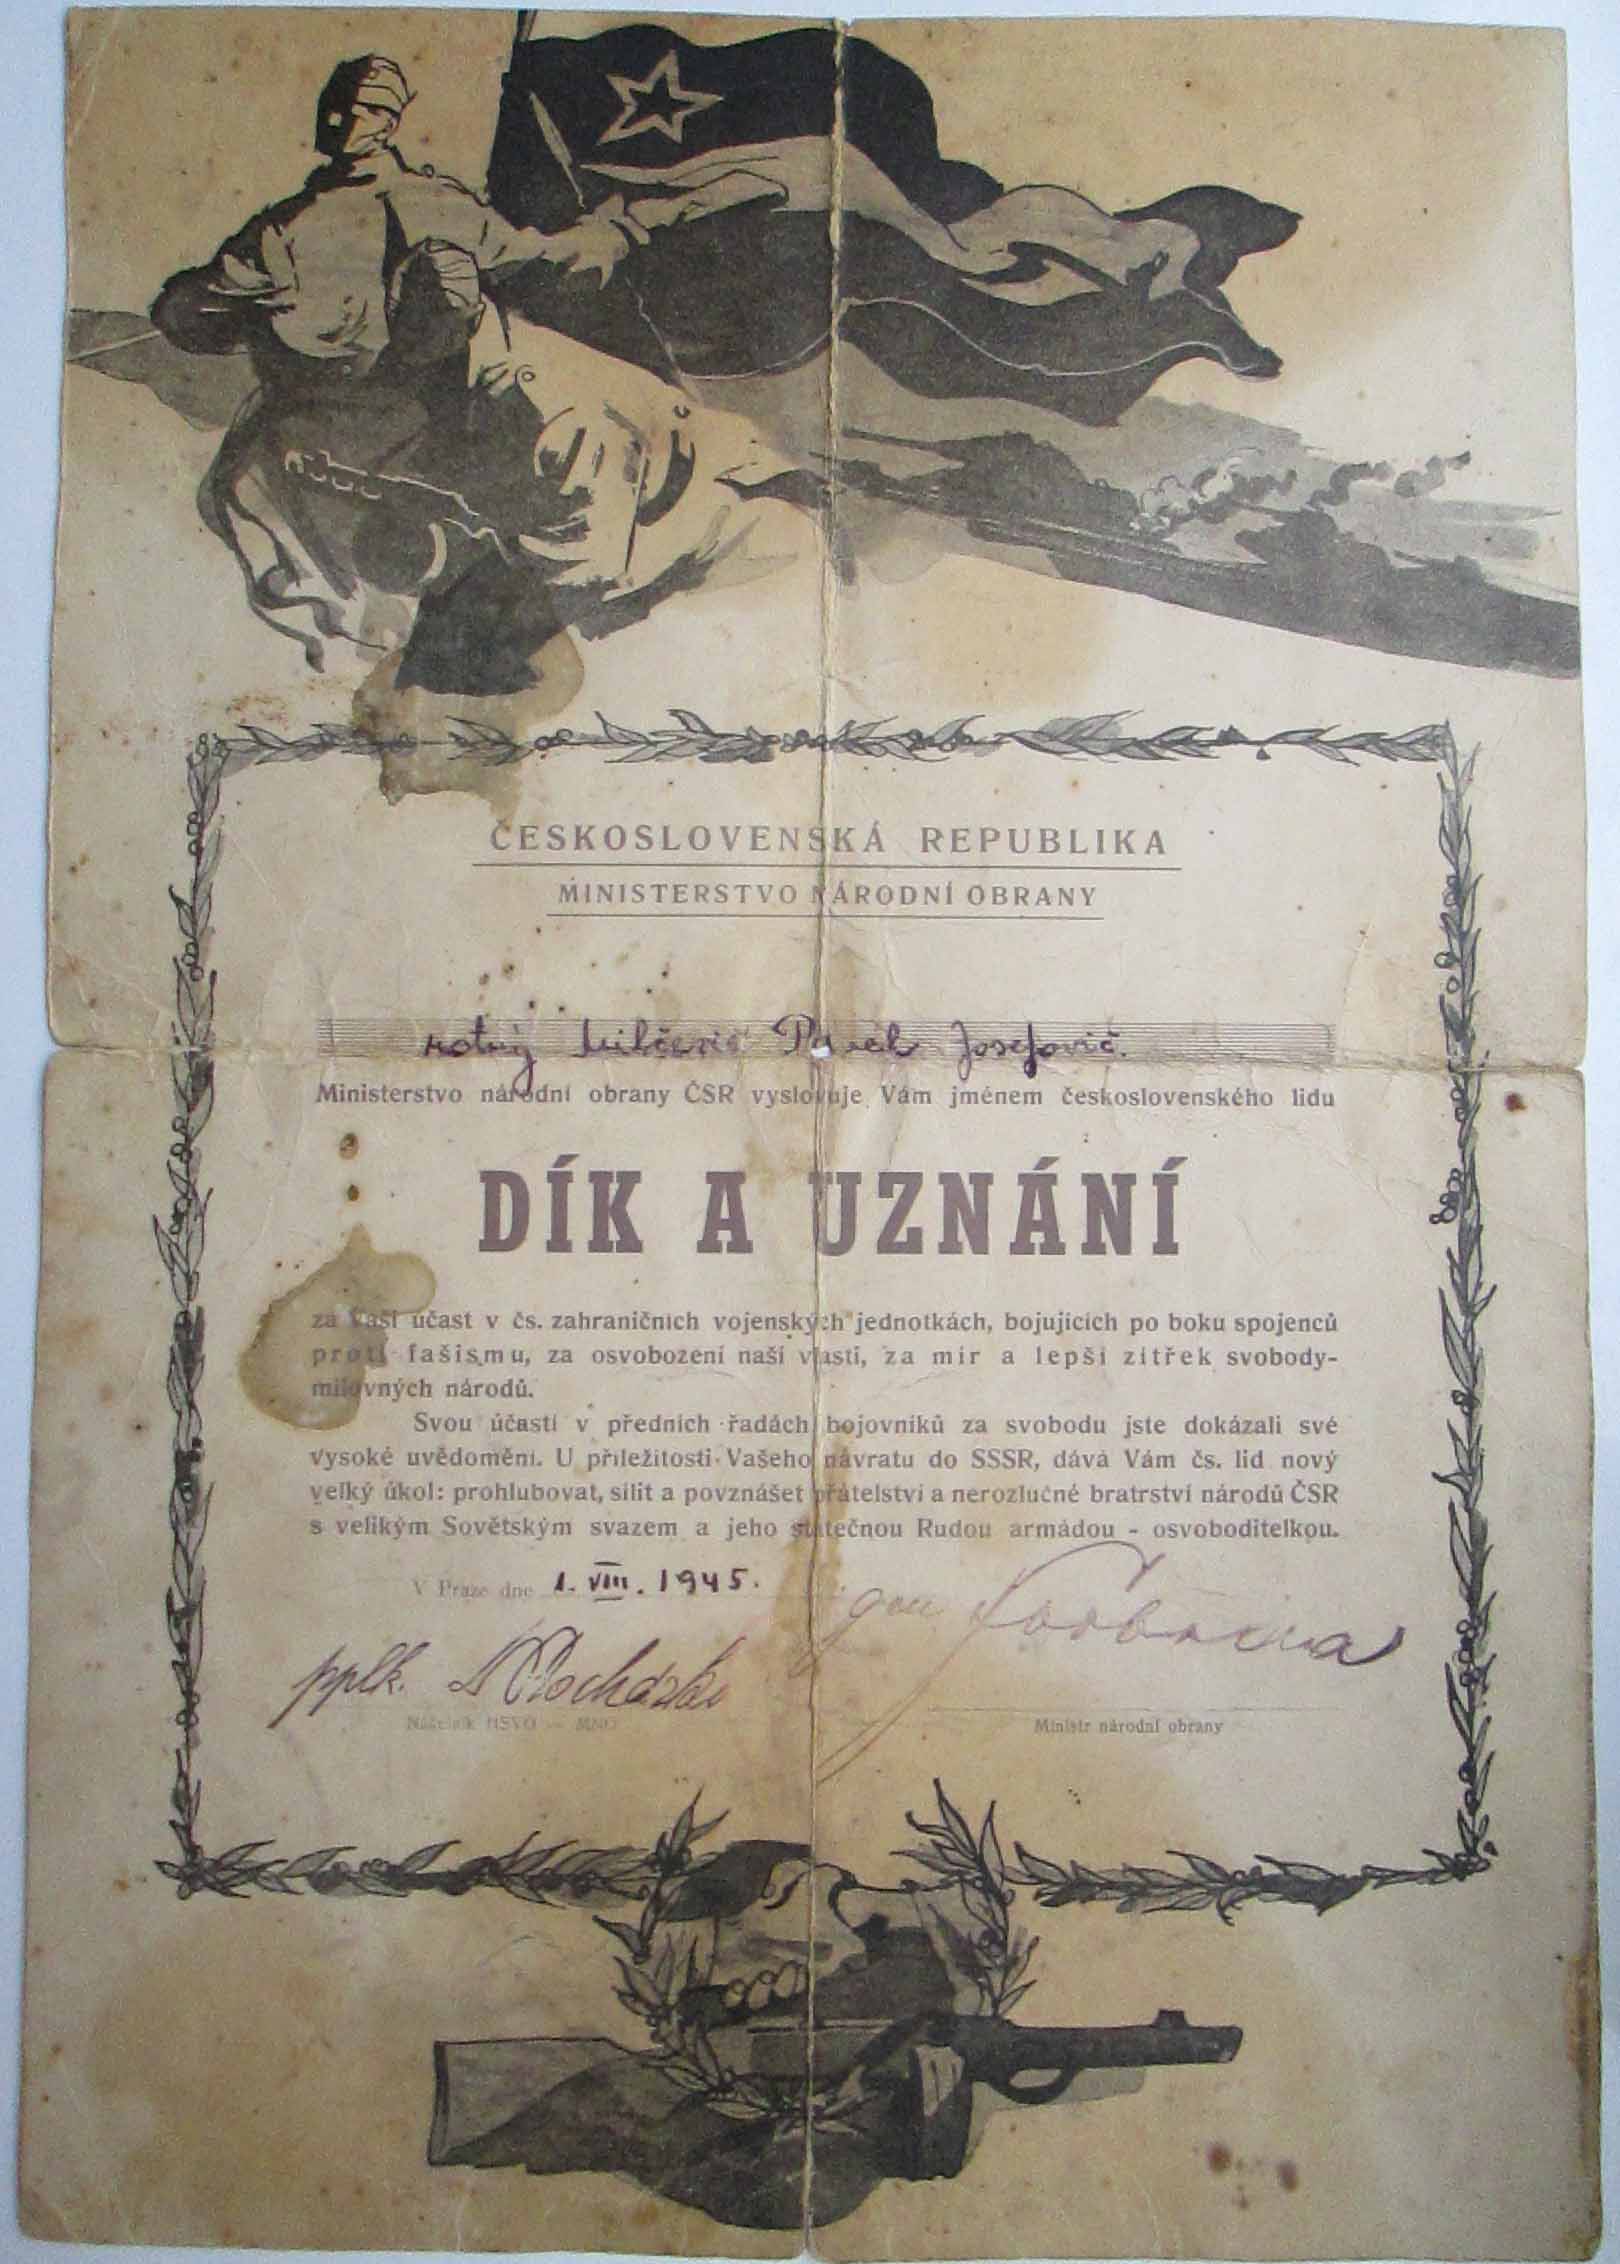 ČESKOSLOVENSKÁ REPUBLIKA
MINISTERSTVO NÁRODNÍ OBRANY
rotný Pavel Josefovič.
Ministerstvo národní obrany ČSR vyslovuje Vám jménem československého lidu
DÍK A UZNÁNÍ
za Vaši účast v čs. zahraničních vojenských jednotkách, bojujících po boku spojenců
proti fašismu, za osvobození naší vlasti, za mír a lepší zítřek svobody-
milovných národů.
Svou účastí v předních řadách bojovníků za svobodu jste dokázali své
vysoké uvědomění. U příležitosti Vašeho návratu do SSSR, dává Vám čs. lid nový
velký úkol: prohlubovat, sílit a povznášet přátelství a nerozlučné bratrství národů ČSR
s velikým Sovětským svazem a jeho statečnou Rudou armádou - osvoboditelkou.
V Praze dne 1. VIII. 1945.
gen Svoboda
pplk. Procházka
Náčelník HSVO — MNO
Ministr národní obrany